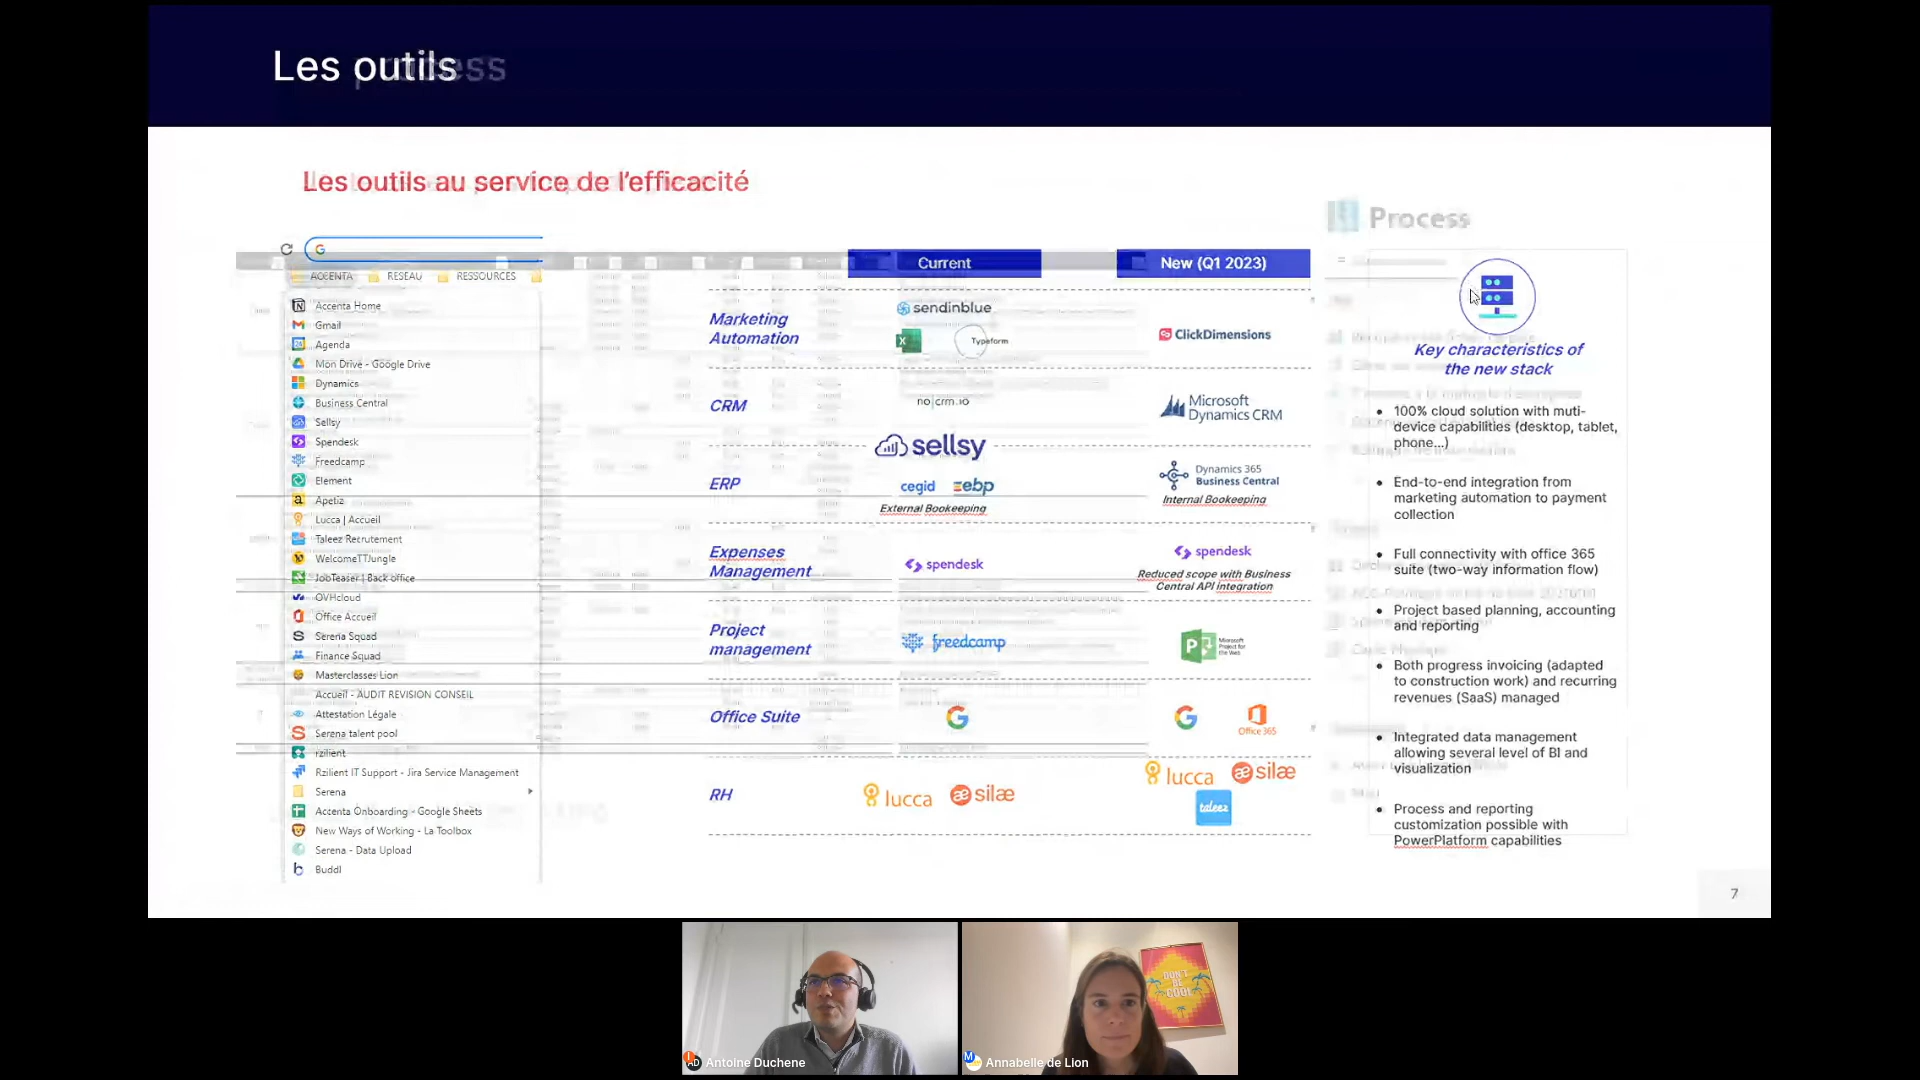 Les outils
Les outils au service de l'efficacité
Process
G
ACCENTA RESEAU RESSOURCES
Accenta Home
Gmail
Agenda
Mon Drive - Google Drive
Dynamics
Business Central
Sellsy
Spendesk
Freedcamp
Element
Apetiz
Lucca | Accueil
Taleez Recrutement
WelcomeTTJungle
JobTeaser | Back office
OVHcloud
Office Accueil
Serena Squad
Finance Squad
Masterclasses Lion
Accueil - AUDIT REVISION CONSEIL
Attestation Légale
Serena talent pool
rzilient
Rzilient IT Support - Jira Service Management
Serena
Accenta Onboarding - Google Sheets
New Ways of Working - La Toolbox
Serena - Data Upload
Buddl
Current
New (Q1 2023)
Marketing
Automation
sendinblue
Typeform
ClickDimensions
CRM
no|crm.io
Microsoft
Dynamics CRM
sellsy
ERP
cegid ebp
External Bookeeping
Dynamics 365
Business Central
Internal Bookeeping
Expenses
Management
spendesk
spendesk
Reduced scope with Business
Central API integration
Project
management
freedcamp
Microsoft
Project for
the Web
Office Suite
G
G
Office 365
RH
lucca silae
lucca silae
taleez
Key characteristics of
the new stack
• 100% cloud solution with muti-
device capabilities (desktop, tablet,
phone...)
• End-to-end integration from
marketing automation to payment
collection
• Full connectivity with office 365
suite (two-way information flow)
• Project based planning, accounting
and reporting
• Both progress invoicing (adapted
to construction work) and recurring
revenues (SaaS) managed
• Integrated data management
allowing several level of BI and
visualization
• Process and reporting
customization possible with
PowerPlatform capabilities
7
DON'T
BE
COOL
Antoine Duchene
Annabelle de Lion